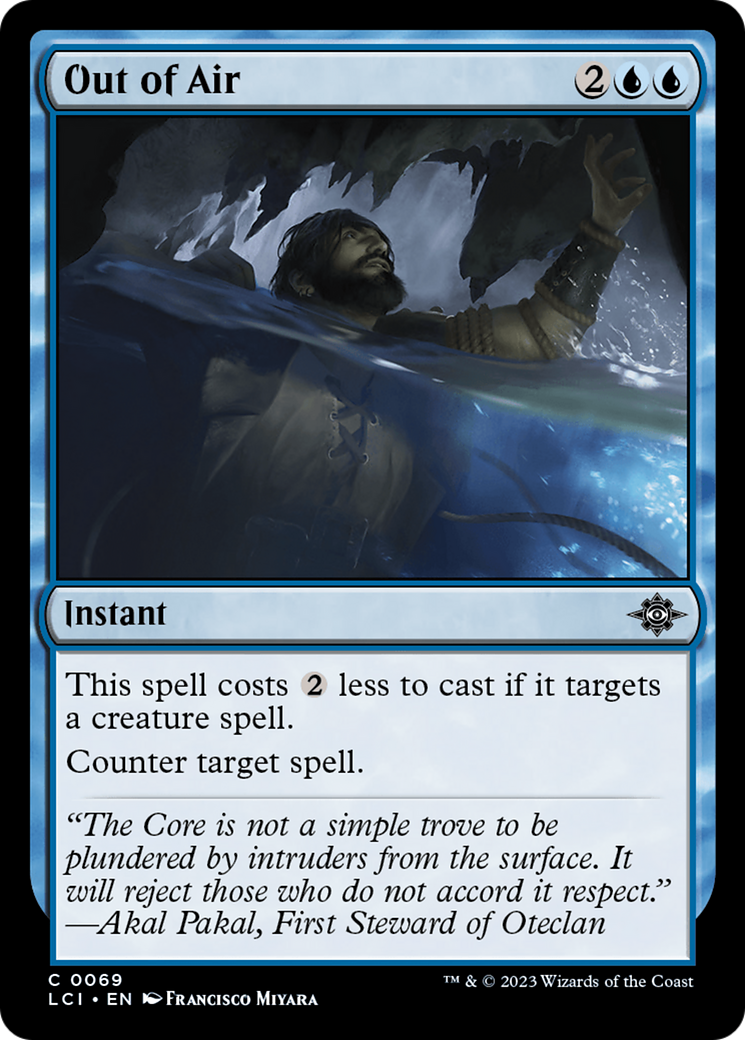 Out of Air 2
Instant
This spell costs 2 less to cast if it targets
a creature spell.
Counter target spell.
“The Core is not a simple trove to be
plundered by intruders from the surface. It
will reject those who do not accord it respect.”
—Akal Pakal, First Steward of Oteclan
C 0069
LCI • EN Francisco Miyara
™ & © 2023 Wizards of the Coast